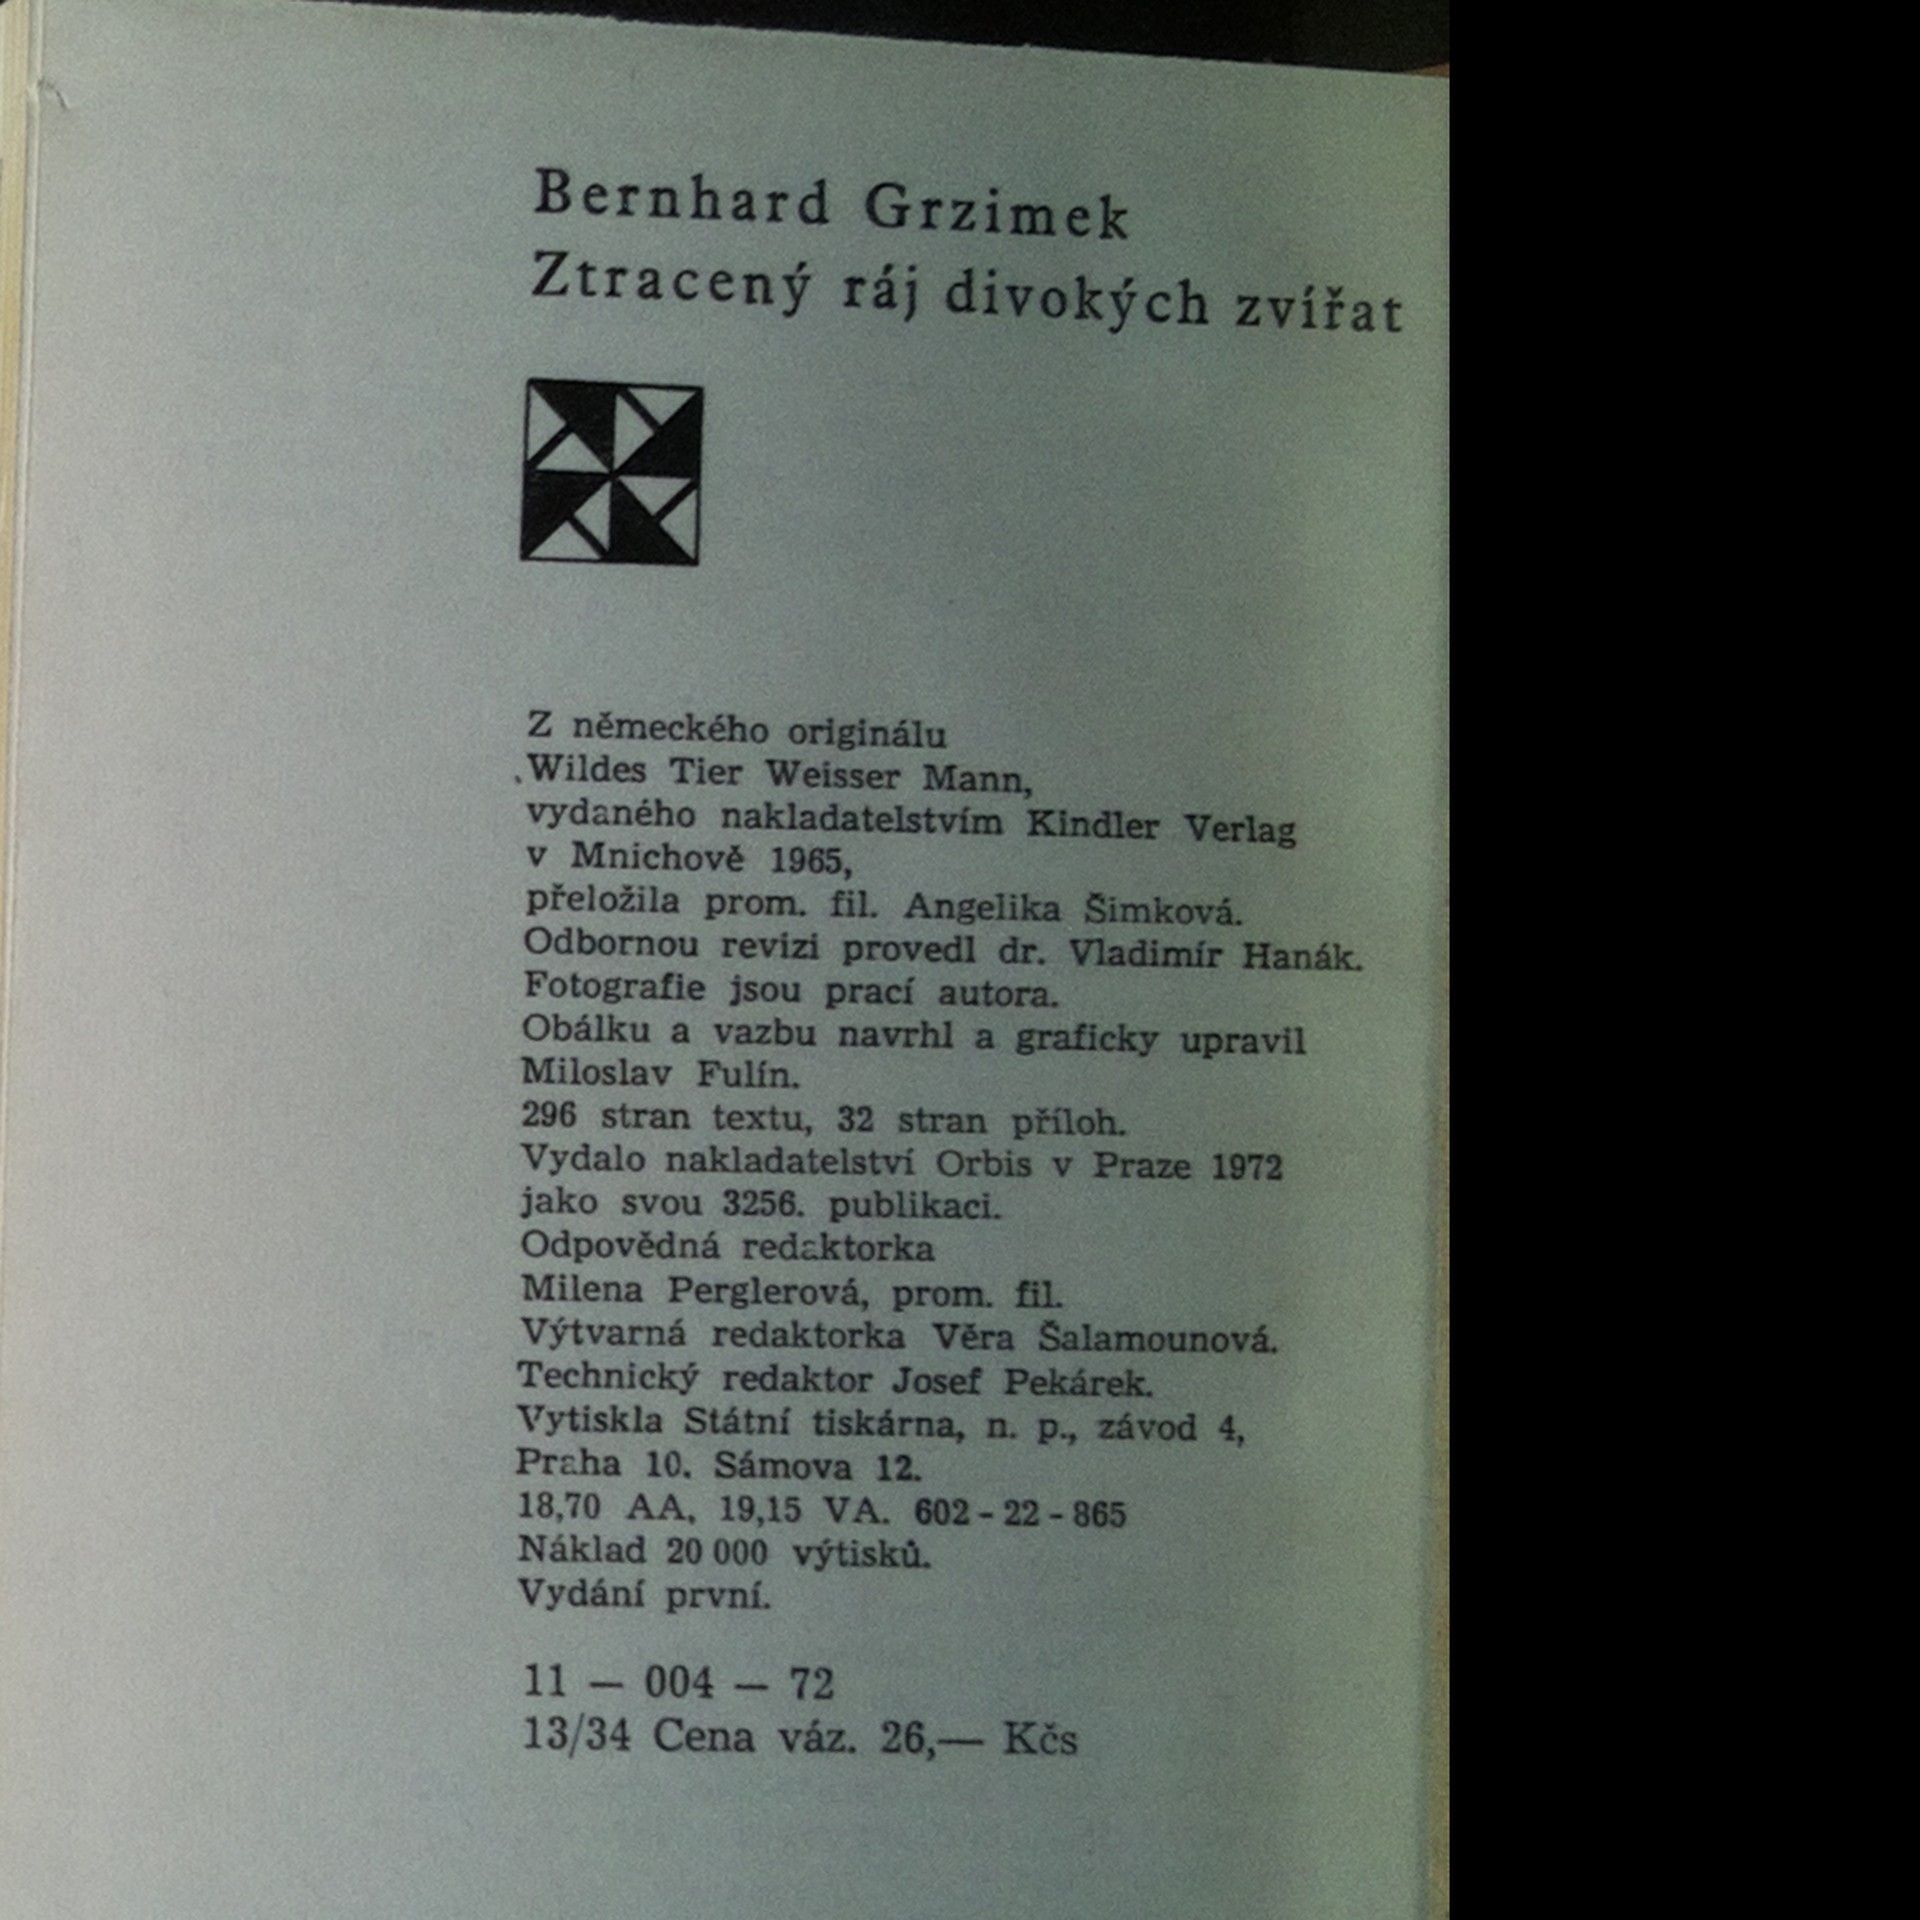 Bernhard Grzimek
Ztracený ráj divokých zvířat
Z německého originálu
Wildes Tier Weisser Mann,
vydaného nakladatelstvím Kindler Verlag
v Mnichově 1965,
přeložila prom. fil. Angelika Šimková.
Odbornou revizi provedl dr. Vladimír Hanák.
Fotografie jsou prací autora.
Obálku a vazbu navrhl a graficky upravil
Miloslav Fulín.
296 stran textu, 32 stran příloh.
Vydalo nakladatelství Orbis v Praze 1972
jako svou 3256. publikaci.
Odpovědná redaktorka
Milena Perglerová, prom. fil.
Výtvarná redaktorka Věra Šalamounová.
Technický redaktor Josef Pekárek.
Vytiskla Státní tiskárna, n. p., závod 4,
Praha 10. Sámova 12.
18,70 AA, 19,15 VA. 602-22-865
Náklad 20 000 výtisků.
Vydání první.
11 — 004 — 72
13/34 Cena váz. 26,— Kčs